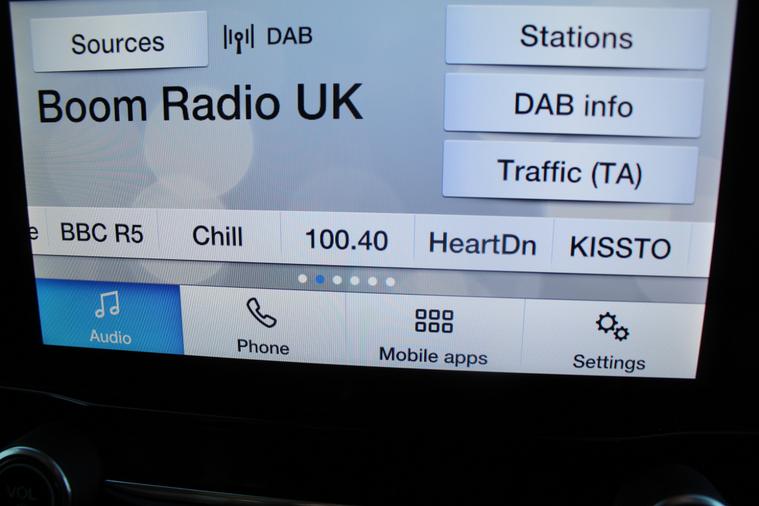 Sources
DAB
Stations
Boom Radio UK
DAB info
Traffic (TA)
e
BBC R5
Chill
100.40
HeartDn
KISSTO
Audio
Phone
Mobile apps
Settings
VOL